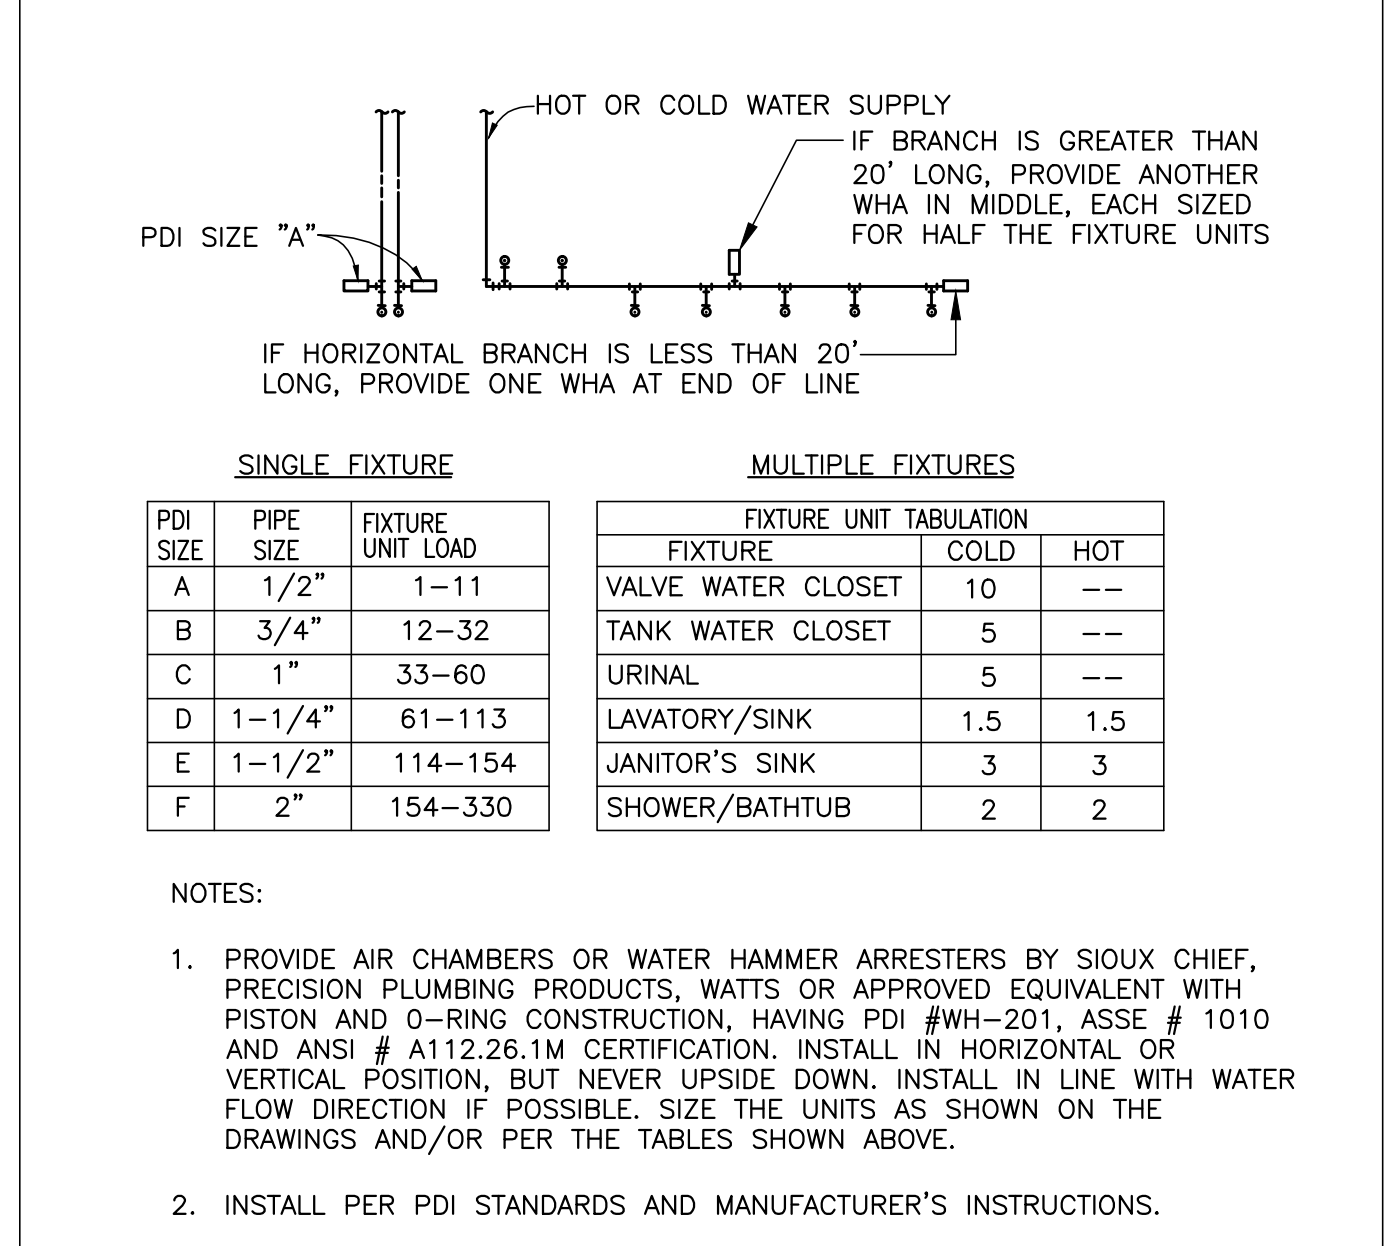 HOT OR COLD WATER SUPPLY
IF BRANCH IS GREATER THAN
20' LONG, PROVIDE ANOTHER
WHA IN MIDDLE, EACH SIZED
FOR HALF THE FIXTURE UNITS
PDI SIZE "A"
IF HORIZONTAL BRANCH IS LESS THAN 20'
LONG, PROVIDE ONE WHA AT END OF LINE
SINGLE FIXTURE
PDI SIZE PIPE SIZE FIXTURE UNIT LOAD
A 1/2" 1-11
B 3/4" 12-32
C 1" 33-60
D 1-1/4" 61-113
E 1-1/2" 114-154
F 2" 154-330
MULTIPLE FIXTURES
FIXTURE UNIT TABULATION
FIXTURE COLD HOT
VALVE WATER CLOSET 10 --
TANK WATER CLOSET 5 --
URINAL 5 --
LAVATORY/SINK 1.5 1.5
JANITOR'S SINK 3 3
SHOWER/BATHTUB 2 2
NOTES:
1. PROVIDE AIR CHAMBERS OR WATER HAMMER ARRESTERS BY SIOUX CHIEF,
PRECISION PLUMBING PRODUCTS, WATTS OR APPROVED EQUIVALENT WITH
PISTON AND O-RING CONSTRUCTION, HAVING PDI #WH-201, ASSE # 1010
AND ANSI # A112.26.1M CERTIFICATION. INSTALL IN HORIZONTAL OR
VERTICAL POSITION, BUT NEVER UPSIDE DOWN. INSTALL IN LINE WITH WATER
FLOW DIRECTION IF POSSIBLE. SIZE THE UNITS AS SHOWN ON THE
DRAWINGS AND/OR PER THE TABLES SHOWN ABOVE.
2. INSTALL PER PDI STANDARDS AND MANUFACTURER'S INSTRUCTIONS.